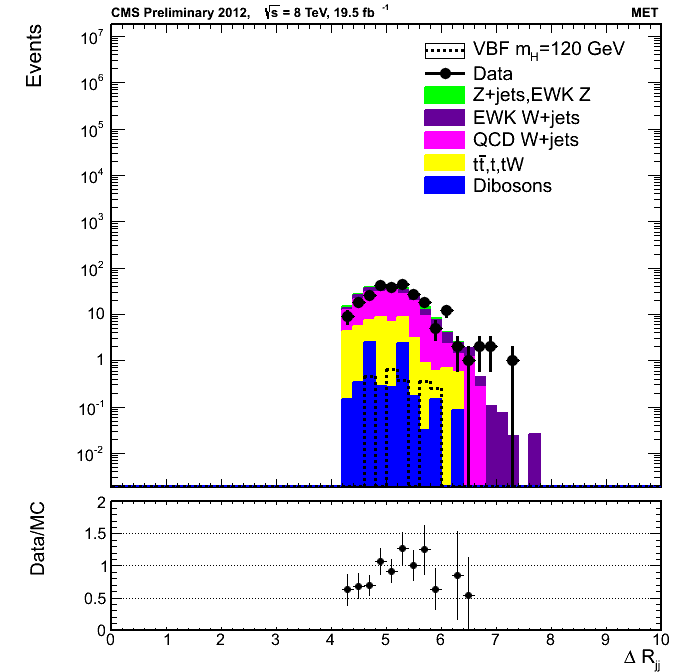 CMS Preliminary 2012, √s = 8 TeV, 19.5 fb⁻¹ MET
Events
10⁷
10⁶
10⁵
10⁴
10³
10²
10
1
10⁻¹
10⁻²
VBF m_H=120 GeV
Data
Z+jets,EWK Z
EWK W+jets
QCD W+jets
tt̄,t,tW
Dibosons
Data/MC
2
1.5
1
0.5
0
0 1 2 3 4 5 6 7 8 9 10
Δ R_jj